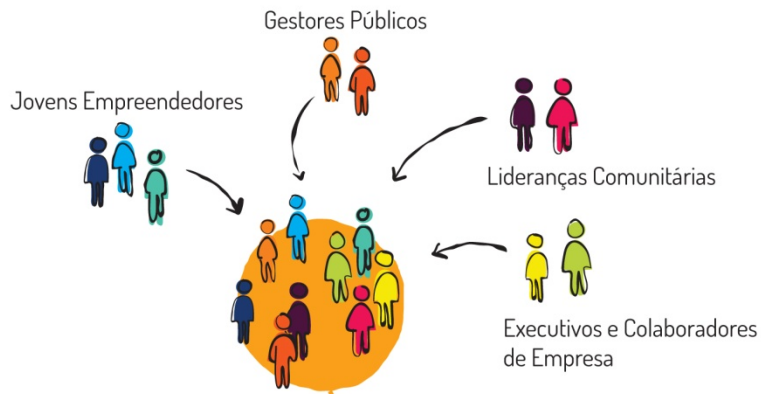 Gestores Públicos
Jovens Empreendedores
Lideranças Comunitárias
Executivos e Colaboradores
de Empresa